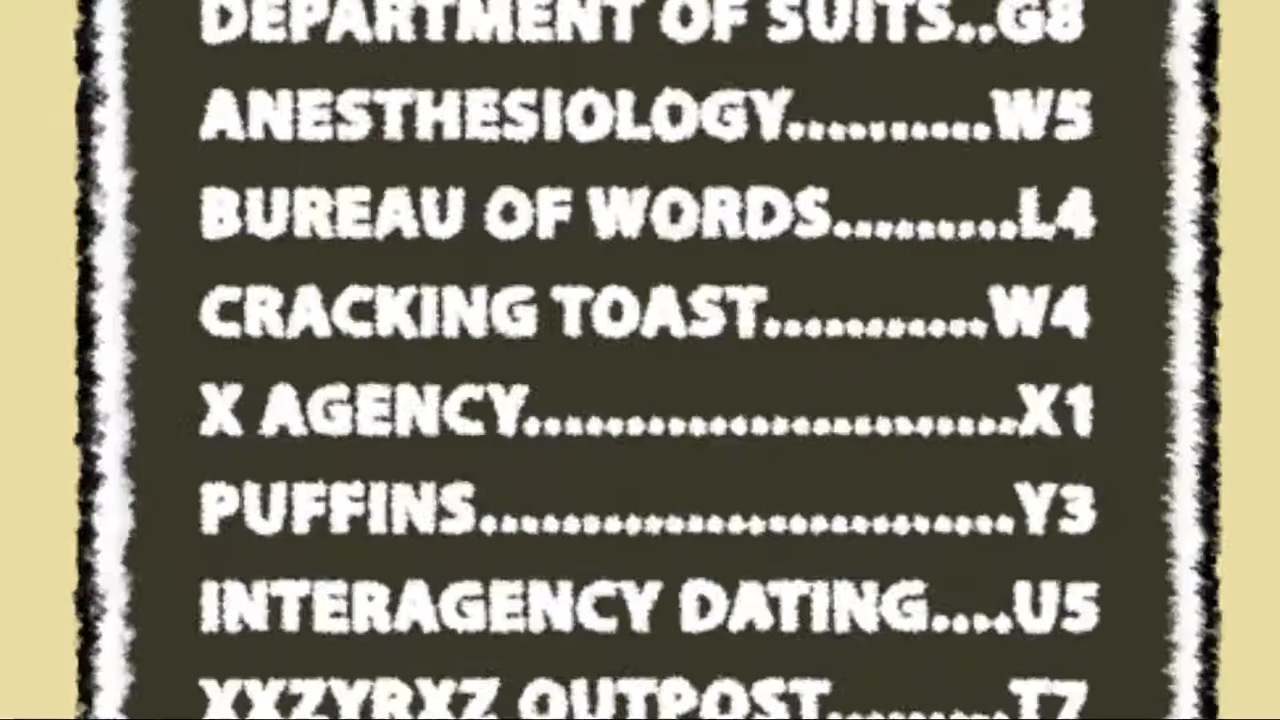 DEPARTMENT OF SUITS..G8
ANESTHESIOLOGY..........W5
BUREAU OF WORDS.........L4
CRACKING TOAST...........W4
X AGENCY........................X1
PUFFINS..........................Y3
INTERAGENCY DATING....U5
XXZYRXZ OUTPOST.........T7